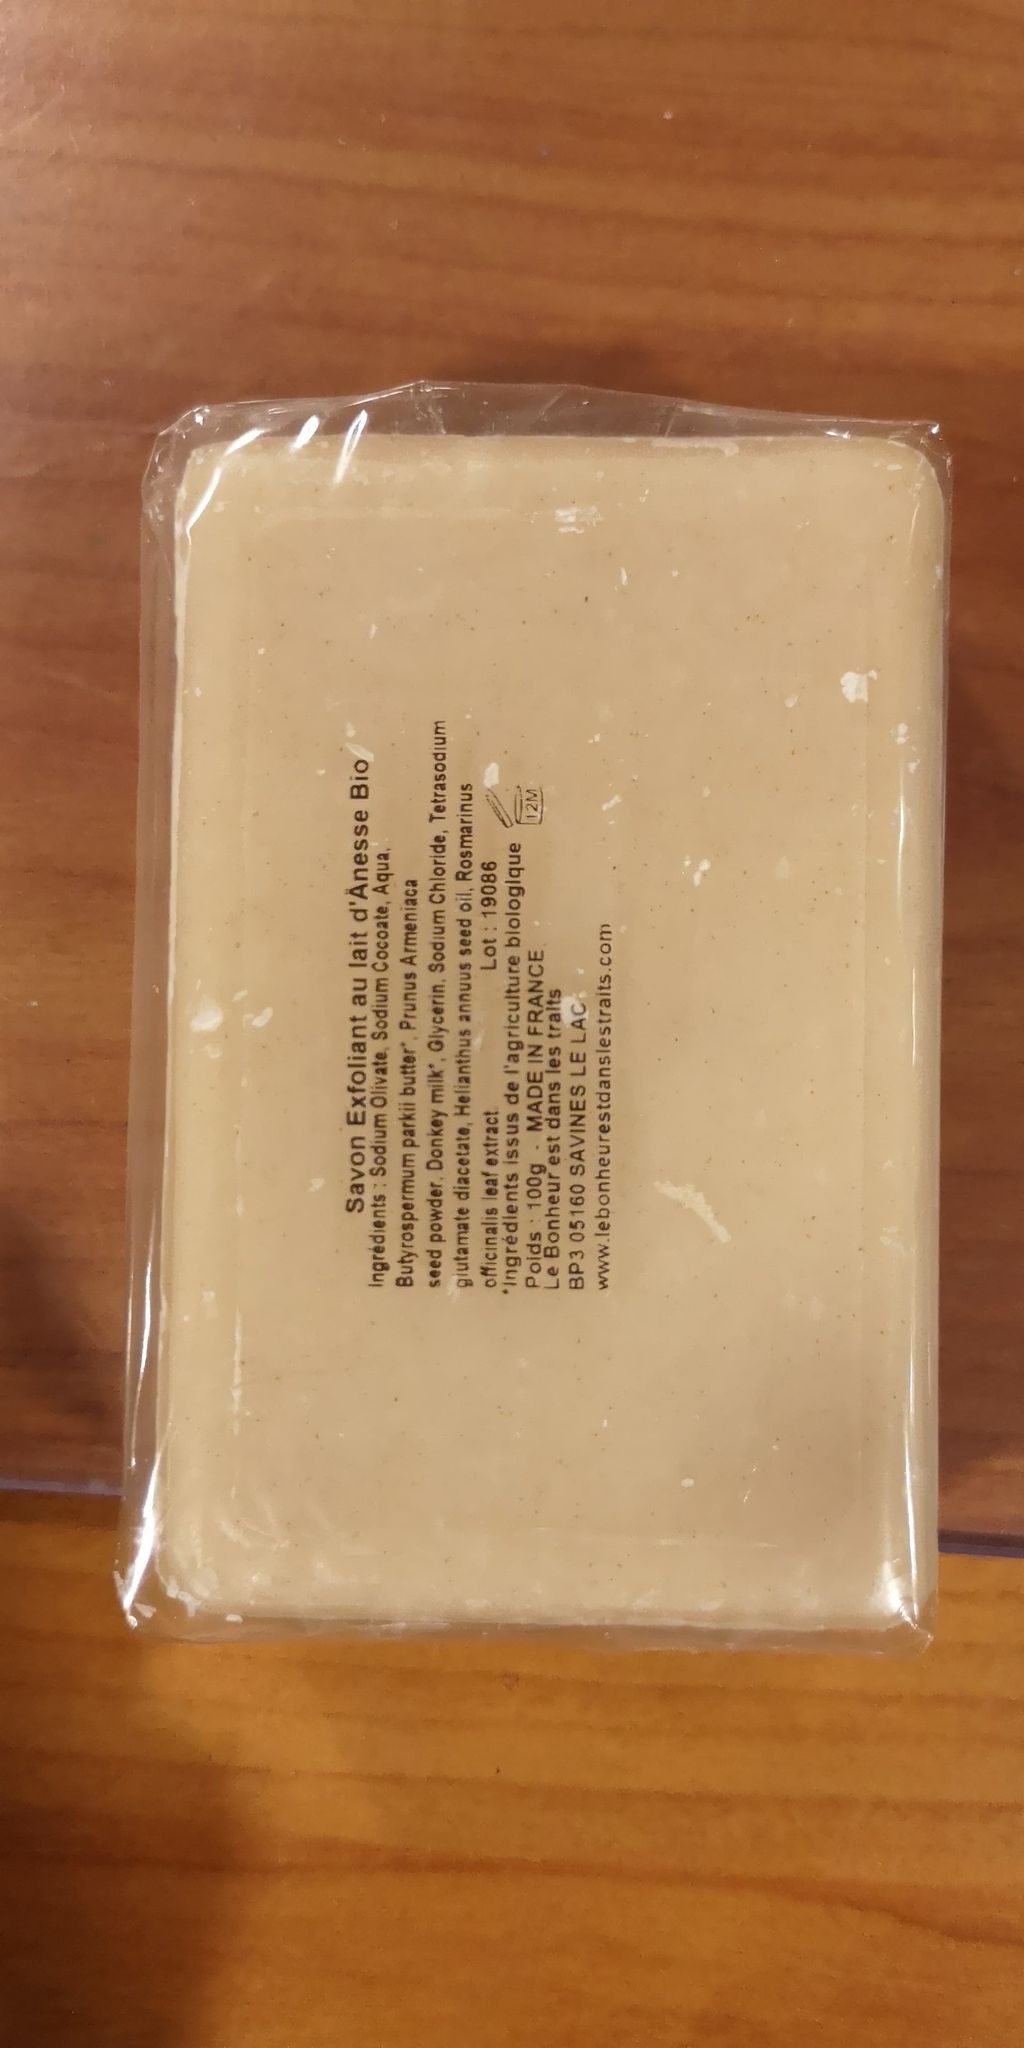 Savon Exfoliant au lait d'Ânesse Bio
Ingrédients : Sodium Olivate, Sodium Cocoate, Aqua,
Butyrospermum parkii butter*, Prunus Armeniaca
seed powder, Donkey milk*, Glycerin, Sodium Chloride, Tetrasodium
glutamate diacetate, Helianthus annuus seed oil, Rosmarinus
officinalis leaf extract. Lot : 19086
*Ingrédients issus de l'agriculture biologique 12M
Poids : 100g - MADE IN FRANCE
Le Bonheur est dans les traits
BP3 05160 SAVINES LE LAC
www.lebonheurestdanslestraits.com